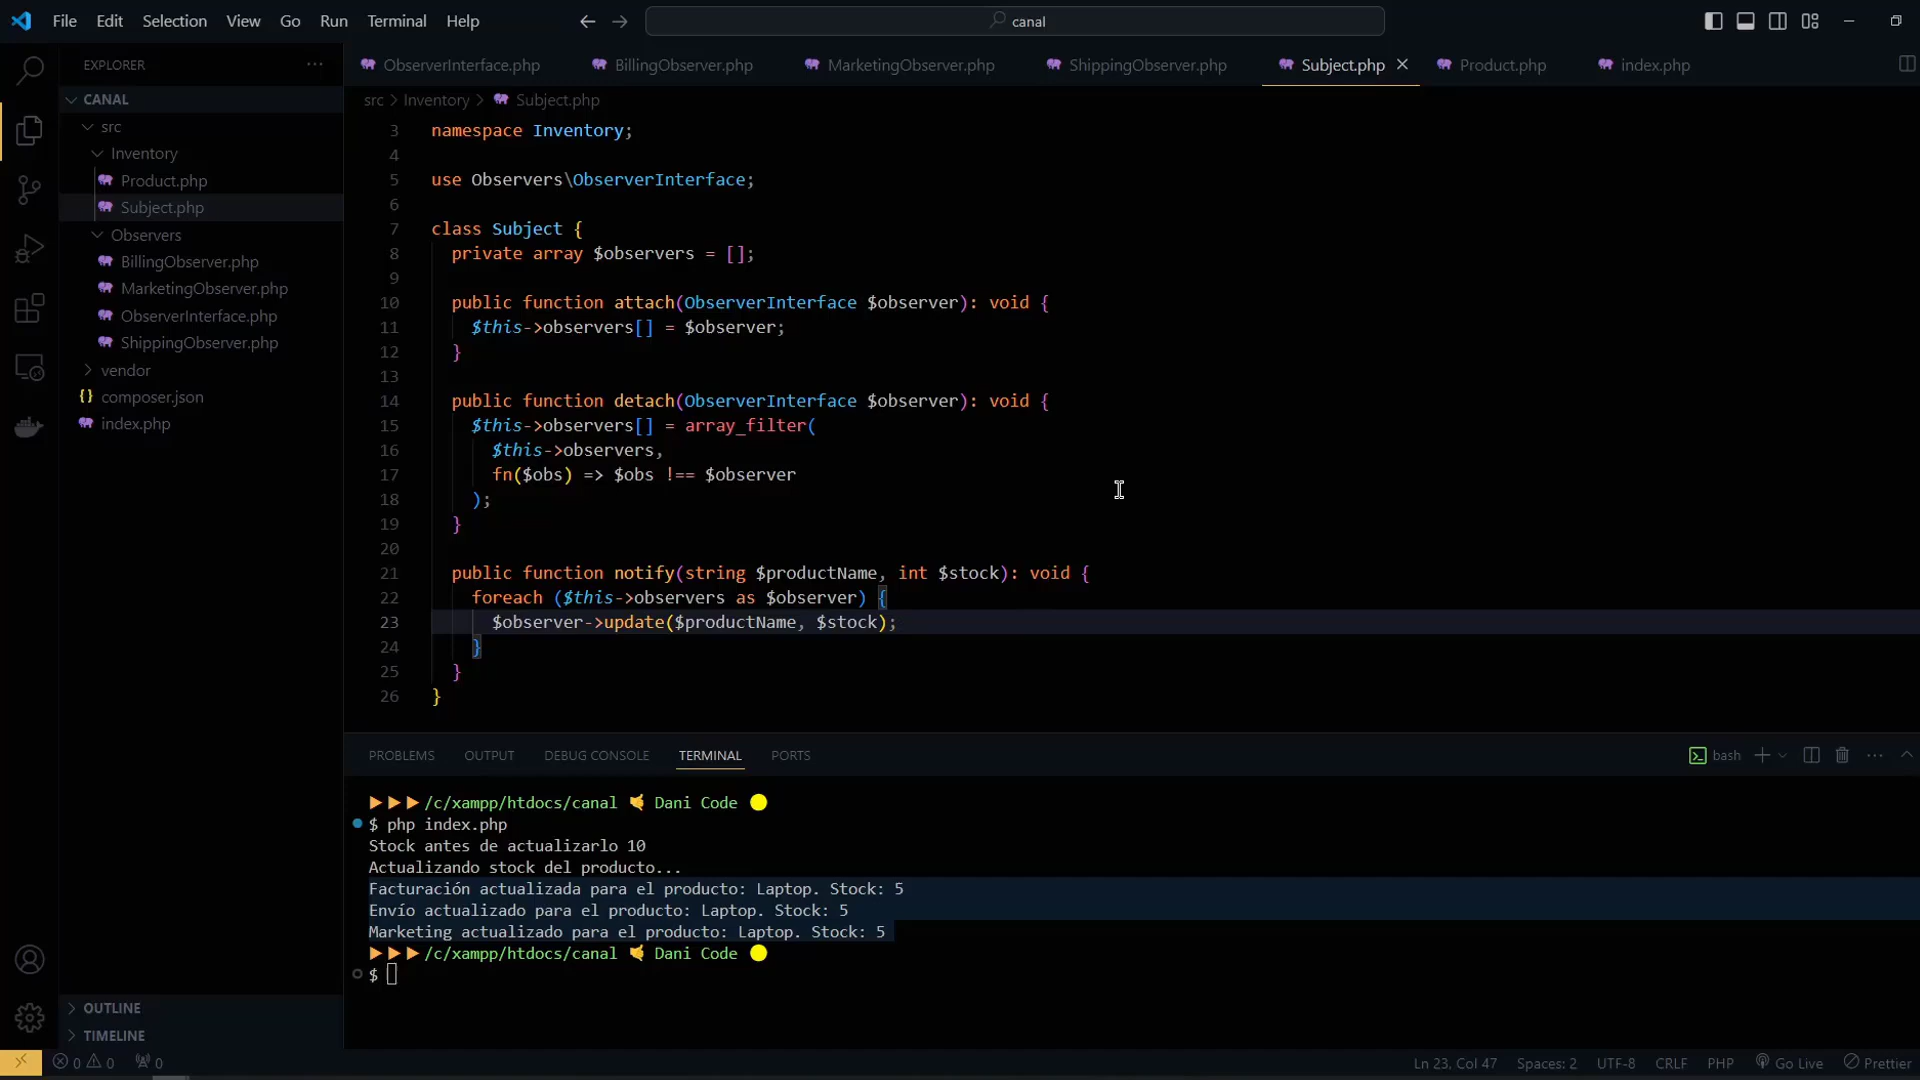 File Edit Selection View Go Run Terminal Help
canal
EXPLORER
CANAL
src
Inventory
Product.php
Subject.php
Observers
BillingObserver.php
MarketingObserver.php
ObserverInterface.php
ShippingObserver.php
vendor
composer.json
index.php
OUTLINE
TIMELINE
ObserverInterface.php BillingObserver.php MarketingObserver.php ShippingObserver.php Subject.php Product.php index.php
src > Inventory > Subject.php
3 namespace Inventory;
4
5 use Observers\ObserverInterface;
6
7 class Subject {
8 private array $observers = [];
9
10 public function attach(ObserverInterface $observer): void {
11 $this->observers[] = $observer;
12 }
13
14 public function detach(ObserverInterface $observer): void {
15 $this->observers[] = array_filter(
16 $this->observers,
17 fn($obs) => $obs !== $observer
18 );
19 }
20
21 public function notify(string $productName, int $stock): void {
22 foreach ($this->observers as $observer) {
23 $observer->update($productName, $stock);
24 }
25 }
26 }
PROBLEMS OUTPUT DEBUG CONSOLE TERMINAL PORTS
bash
/c/xampp/htdocs/canal Dani Code
$ php index.php
Stock antes de actualizarlo 10
Actualizando stock del producto...
Facturación actualizada para el producto: Laptop. Stock: 5
Envío actualizado para el producto: Laptop. Stock: 5
Marketing actualizado para el producto: Laptop. Stock: 5
/c/xampp/htdocs/canal Dani Code
$
0 0 0
Ln 23, Col 47 Spaces: 2 UTF-8 CRLF PHP Go Live Prettier